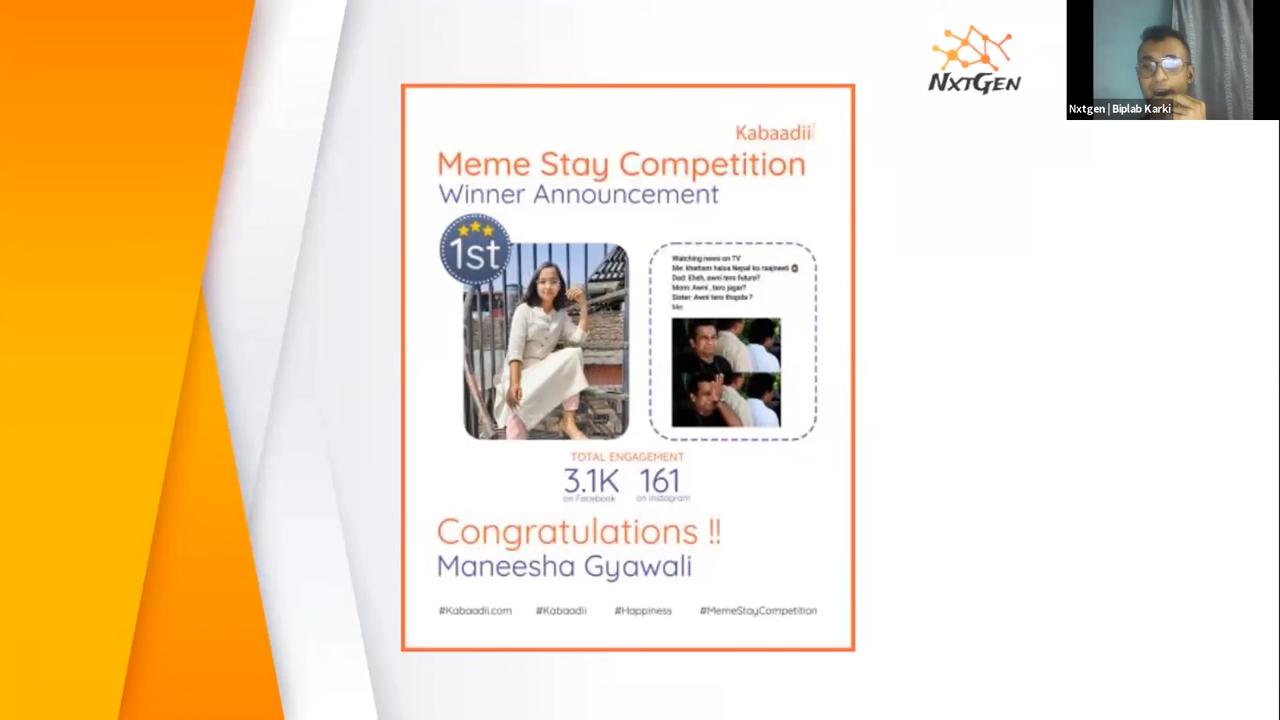 NXTGEN
Nxtgen | Biplab Karki
Kabaadii
Meme Stay Competition
Winner Announcement
1st
Watching news on TV
Me: khattam haisa Nepal ko raajneeti
Dad: Eheh, awni tero future?
Mom: Awni , tero jagar?
Sister: Awni tero thopda ?
Me:
TOTAL ENGAGEMENT
3.1K 161
on Facebook on Instagram
Congratulations !!
Maneesha Gyawali
#Kabaadii.com #Kabaadii #Happiness #MemeStayCompetition